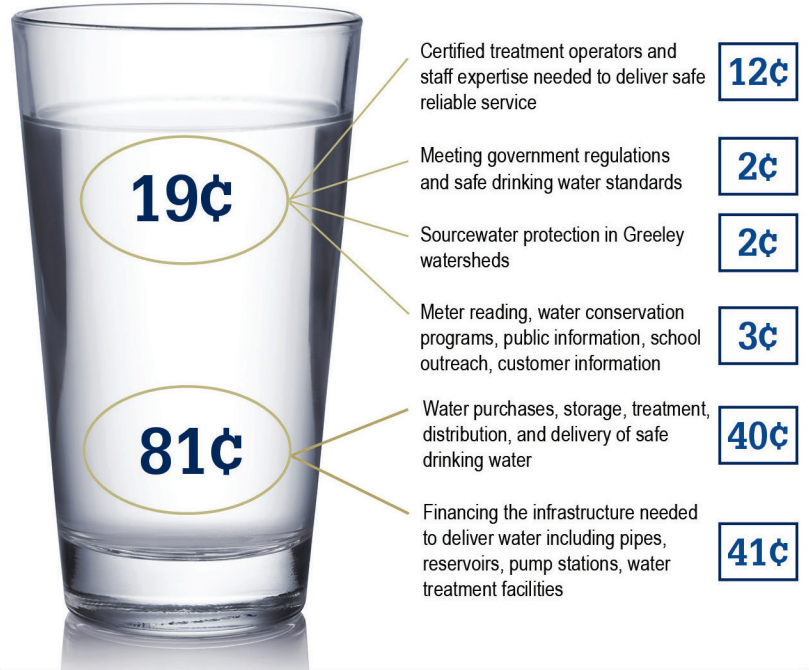 19¢
Certified treatment operators and
staff expertise needed to deliver safe
reliable service
12¢
Meeting government regulations
and safe drinking water standards
2¢
Sourcewater protection in Greeley
watersheds
2¢
Meter reading, water conservation
programs, public information, school
outreach, customer information
3¢
81¢
Water purchases, storage, treatment,
distribution, and delivery of safe
drinking water
40¢
Financing the infrastructure needed
to deliver water including pipes,
reservoirs, pump stations, water
treatment facilities
41¢